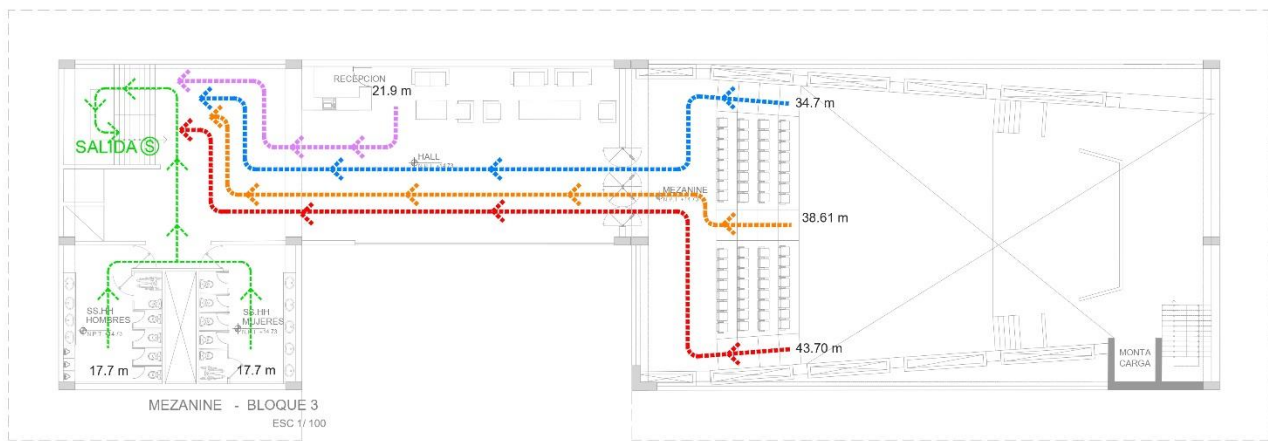 RECEPCION
21.9 m
34.7 m
SALIDA S
HALL
MEZANINE
38.61 m
SS.HH
HOMBRES
SS.HH
MUJERES
43.70 m
MONTA
CARGA
17.7 m
17.7 m
MEZANINE - BLOQUE 3
ESC 1/ 100